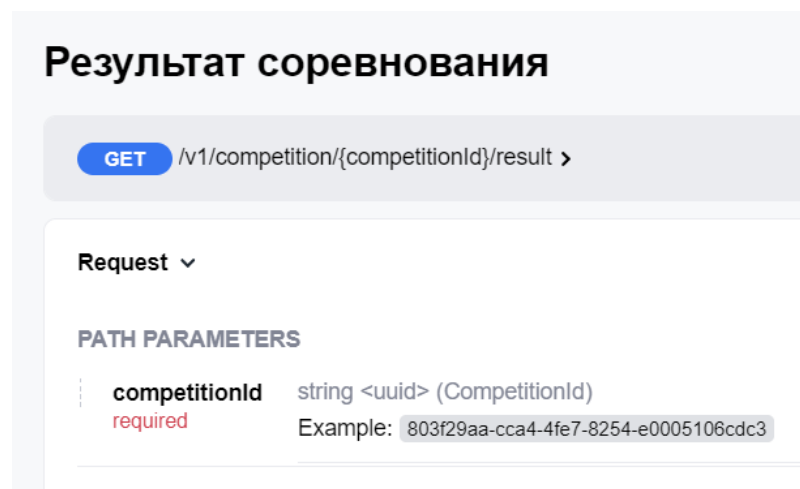 Результат соревнования
GET /v1/competition/{competitionId}/result
Request
PATH PARAMETERS
competitionId string <uuid> (CompetitionId)
required
Example: 803f29aa-cca4-4fe7-8254-e0005106cdc3